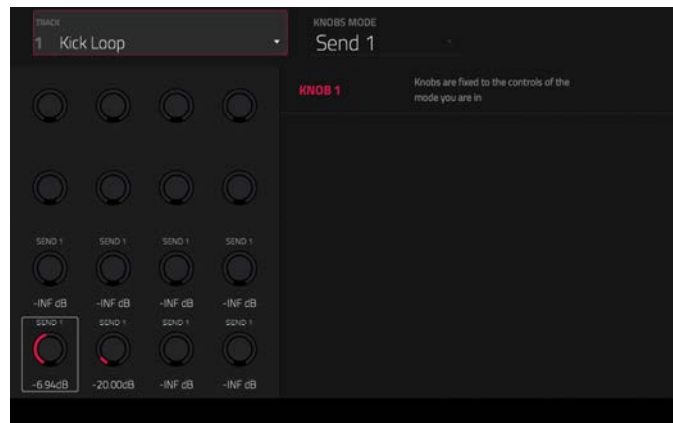 TRACK
1 Kick Loop
KNOBS MODE
Send 1
KNOB 1
Knobs are fixed to the controls of the
mode you are in
SEND 1 SEND 1 SEND 1 SEND 1
-INF dB -INF dB -INF dB -INF dB
SEND 1 SEND 1 SEND 1 SEND 1
-6.94dB -20.00dB -INF dB -INF dB